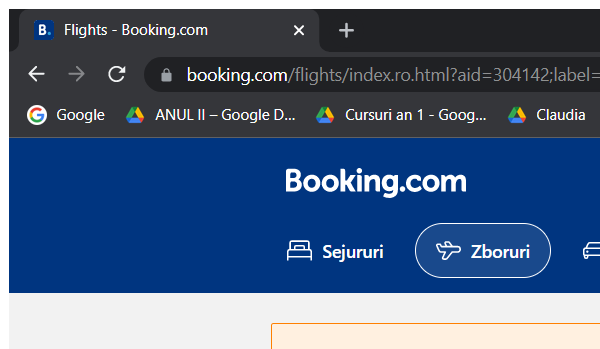 B. Flights - Booking.com
booking.com/flights/index.ro.html?aid=304142;label=
Google ANUL II – Google D... Cursuri an 1 - Goog... Claudia
Booking.com
Sejururi Zboruri